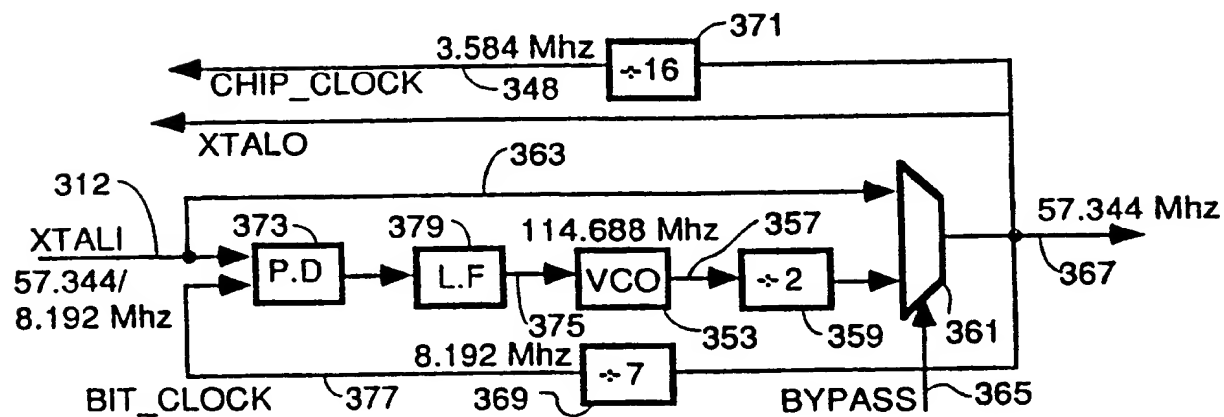 3.584 Mhz
371
÷16
CHIP_CLOCK
348
XTALO
363
312
XTALI
57.344/
8.192 Mhz
373
P.D
379
L.F
375
114.688 Mhz
357
VCO
353
÷2
359
361
57.344 Mhz
367
8.192 Mhz
÷7
BIT_CLOCK
377
369
BYPASS
365